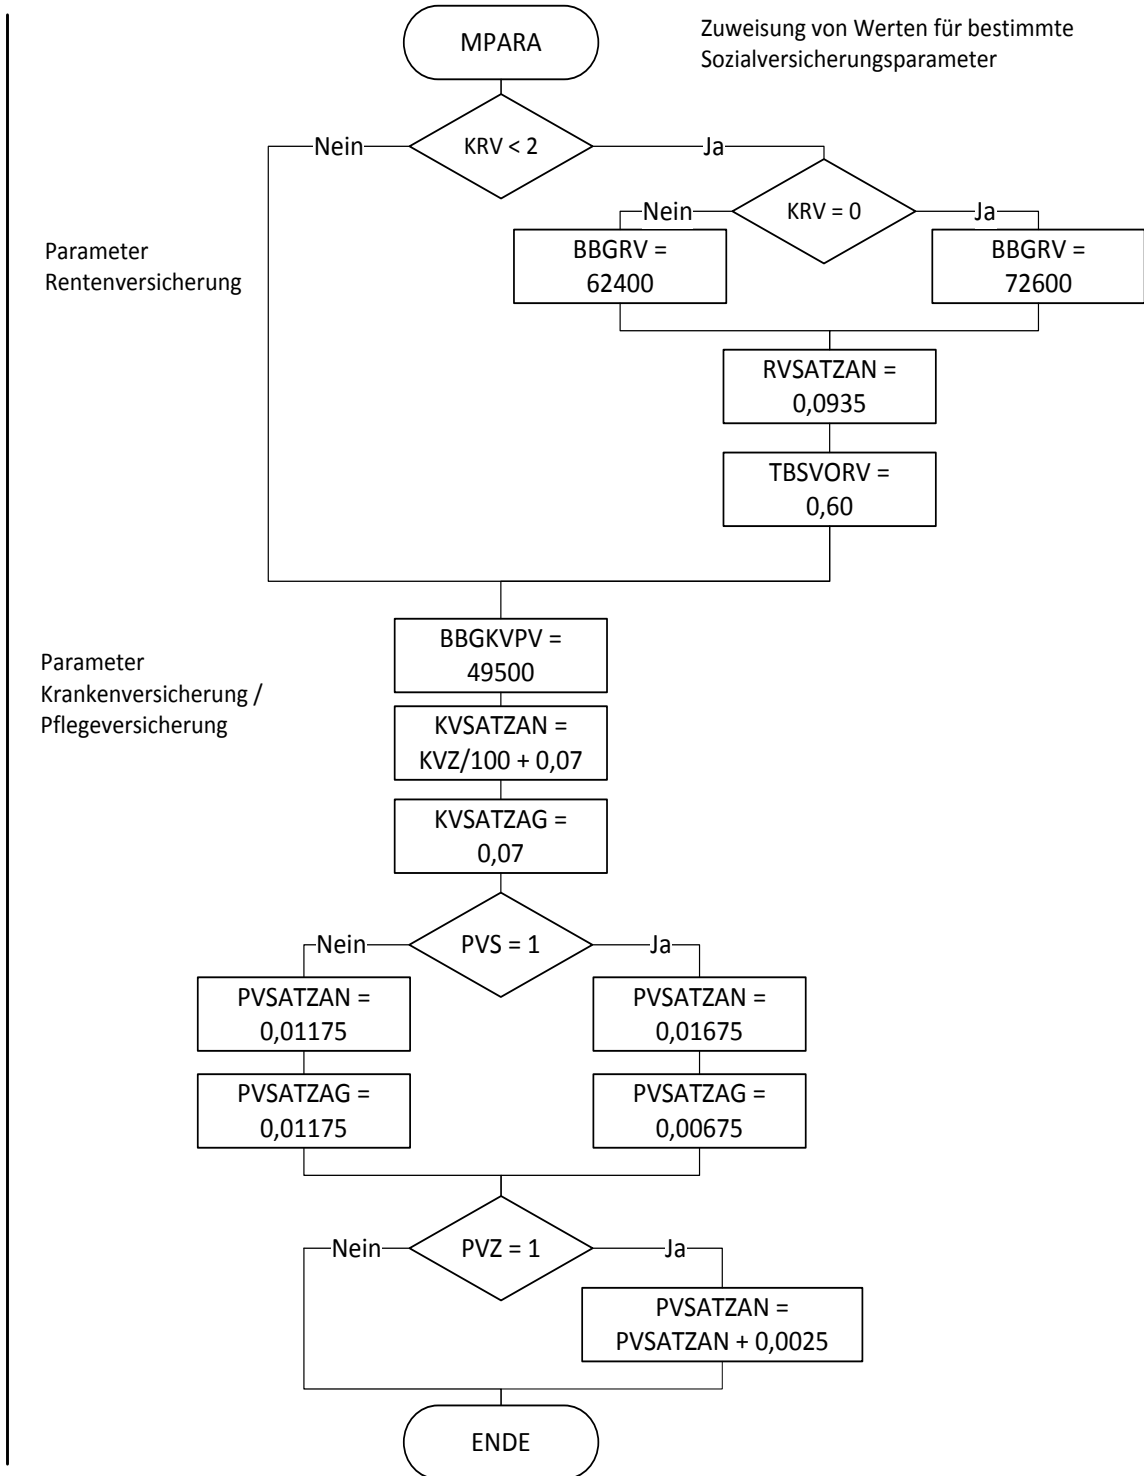 MPARA
Zuweisung von Werten für bestimmte
Sozialversicherungsparameter
Nein
KRV < 2
Ja
Nein
KRV = 0
Ja
Parameter
Rentenversicherung
BBGRV =
62400
BBGRV =
72600
RVSATZAN =
0,0935
TBSVORV =
0,60
BBGKVPV =
49500
Parameter
Krankenversicherung /
Pflegeversicherung
KVSATZAN =
KVZ/100 + 0,07
KVSATZAG =
0,07
Nein
PVS = 1
Ja
PVSATZAN =
0,01175
PVSATZAN =
0,01675
PVSATZAG =
0,01175
PVSATZAG =
0,00675
Nein
PVZ = 1
Ja
PVSATZAN =
PVSATZAN + 0,0025
ENDE